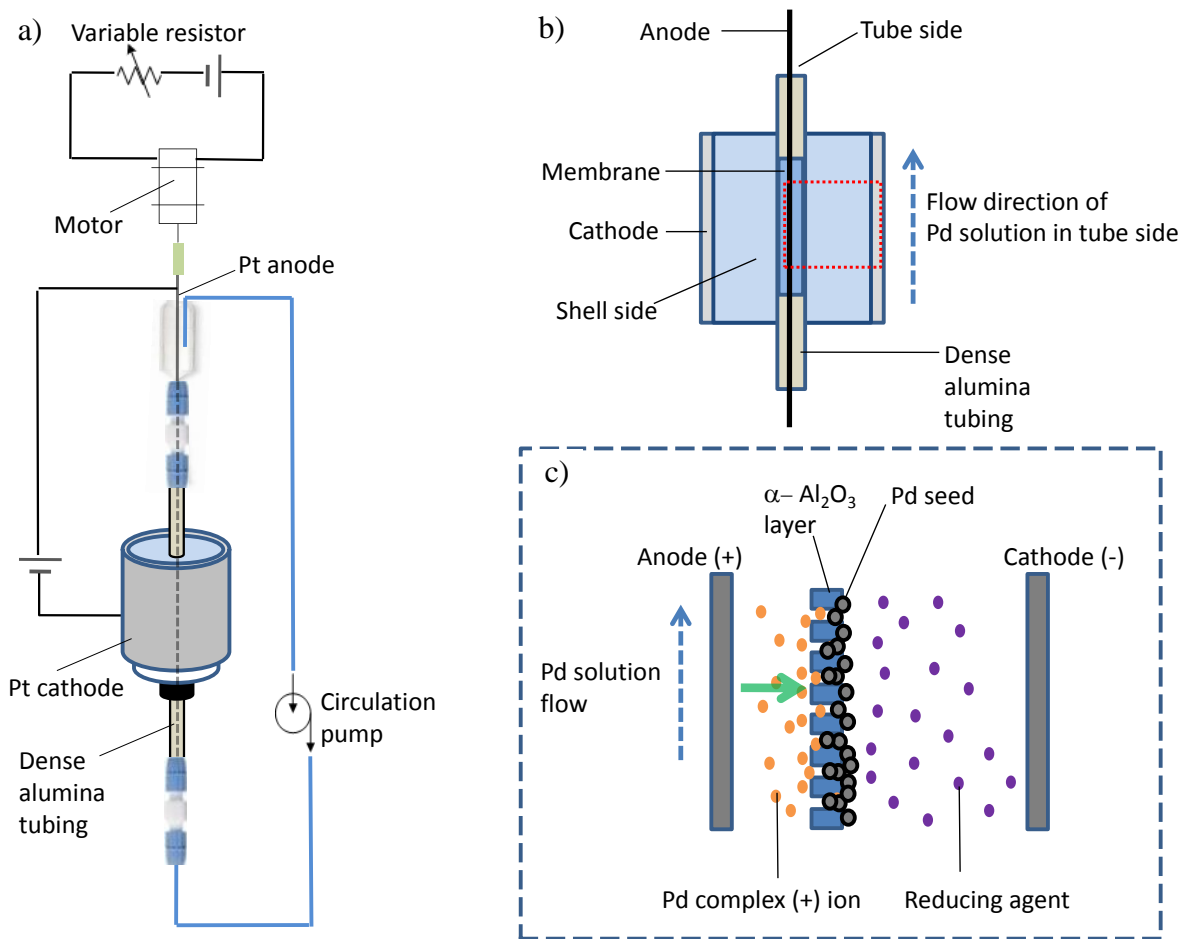 a)
Variable resistor
Motor
Pt anode
Pt cathode
Circulation
pump
Dense
alumina
tubing
b)
Anode
Tube side
Membrane
Cathode
Flow direction of
Pd solution in tube side
Shell side
Dense
alumina
tubing
c)
α– Al₂O₃
layer
Pd seed
Anode (+)
Cathode (-)
Pd solution
flow
Pd complex (+) ion
Reducing agent